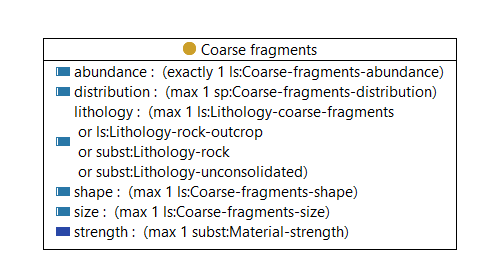 Coarse fragments
abundance : (exactly 1 ls:Coarse-fragments-abundance)
distribution : (max 1 sp:Coarse-fragments-distribution)
lithology : (max 1 ls:Lithology-coarse-fragments
or ls:Lithology-rock-outcrop
or subst:Lithology-rock
or subst:Lithology-unconsolidated)
shape : (max 1 ls:Coarse-fragments-shape)
size : (max 1 ls:Coarse-fragments-size)
strength : (max 1 subst:Material-strength)